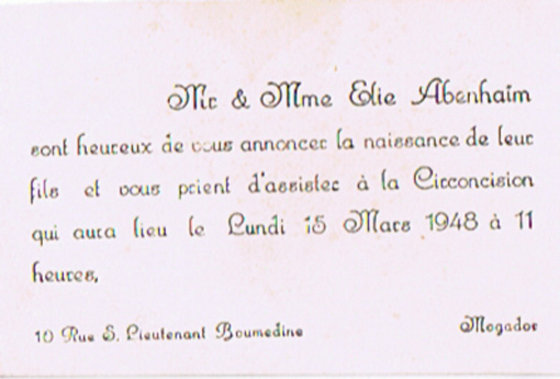 Mr & Mme Elie Abenhaim
sont heureux de vous annoncer la naissance de leur
fils et vous prient d'assister à la Circoncision
qui aura lieu le Lundi 15 Mars 1948 à 11
heures.
10 Rue S. Lieutenant Boumedine Mogador